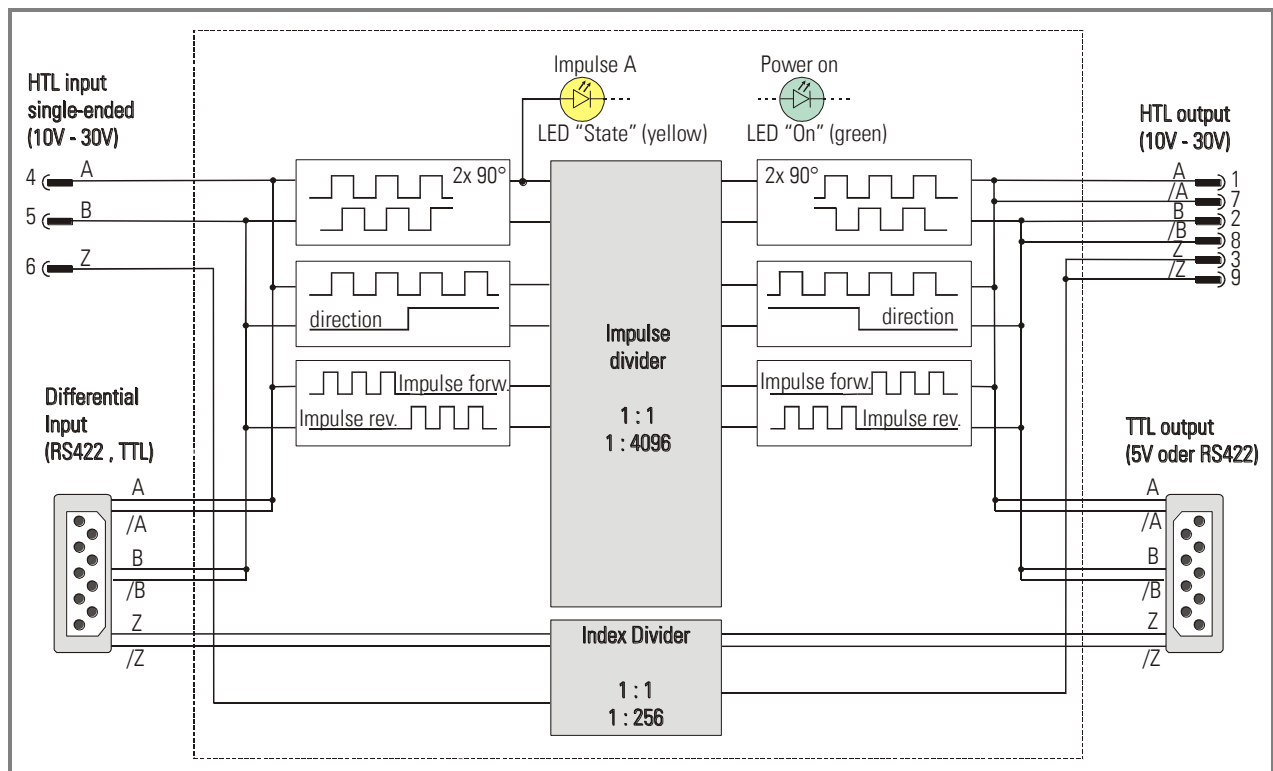 Impulse A
Power on
LED "State" (yellow)
LED "On" (green)
HTL input
single-ended
(10V - 30V)
4 A
5 B
6 Z
HTL output
(10V - 30V)
A 1
/A 7
B 2
/B 8
Z 3
/Z 9
2x 90°
2x 90°
direction
direction
Impulse forw.
Impulse rev.
Impulse forw.
Impulse rev.
Impulse
divider
1 : 1
1 : 4096
Differential
Input
(RS422 , TTL)
A
/A
B
/B
Z
/Z
TTL output
(5V oder RS422)
A
/A
B
/B
Z
/Z
Index Divider
1 : 1
1 : 256